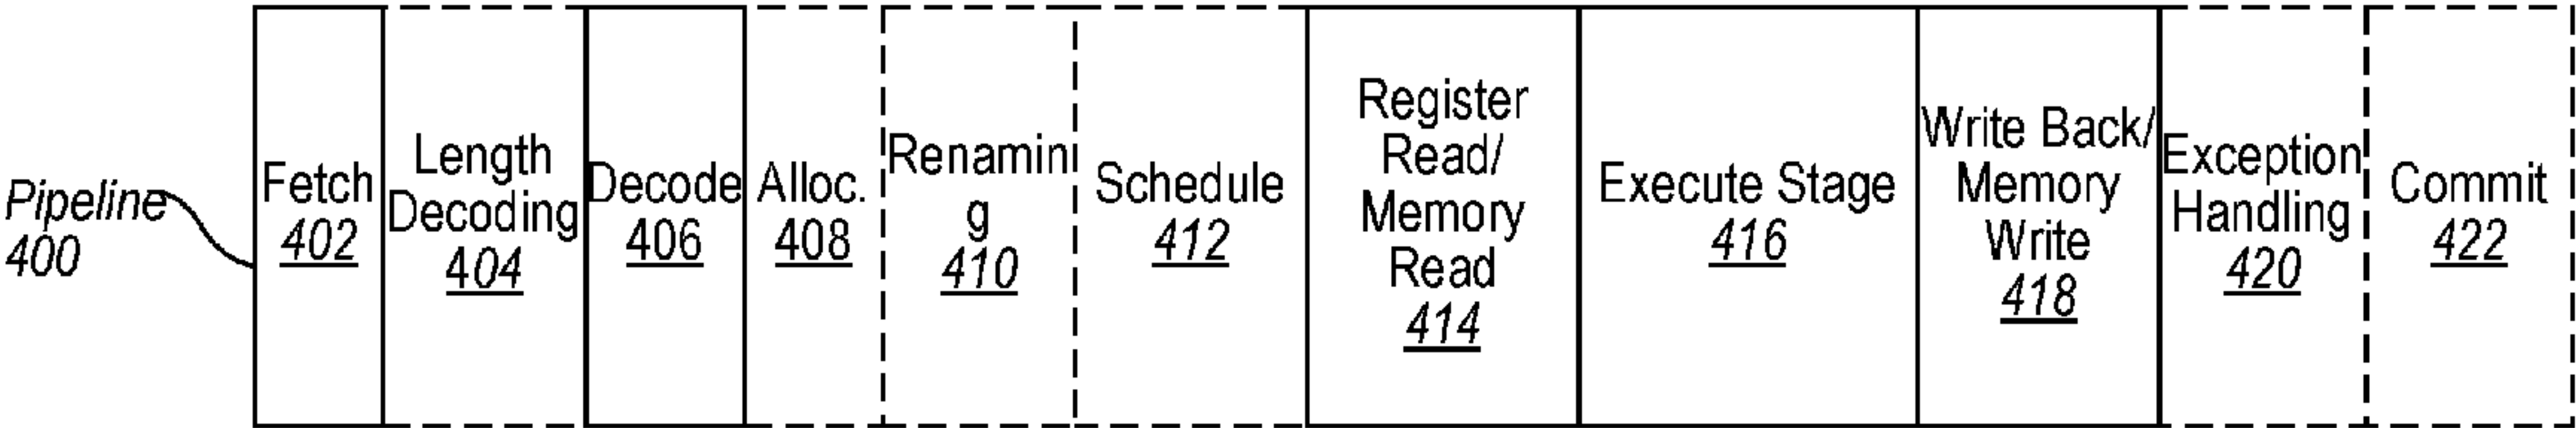 Pipeline
400
Fetch
402
Length
Decoding
404
Decode
406
Alloc.
408
Renamin
g
410
Schedule
412
Register
Read/
Memory
Read
414
Execute Stage
416
Write Back/
Memory
Write
418
Exception
Handling
420
Commit
422